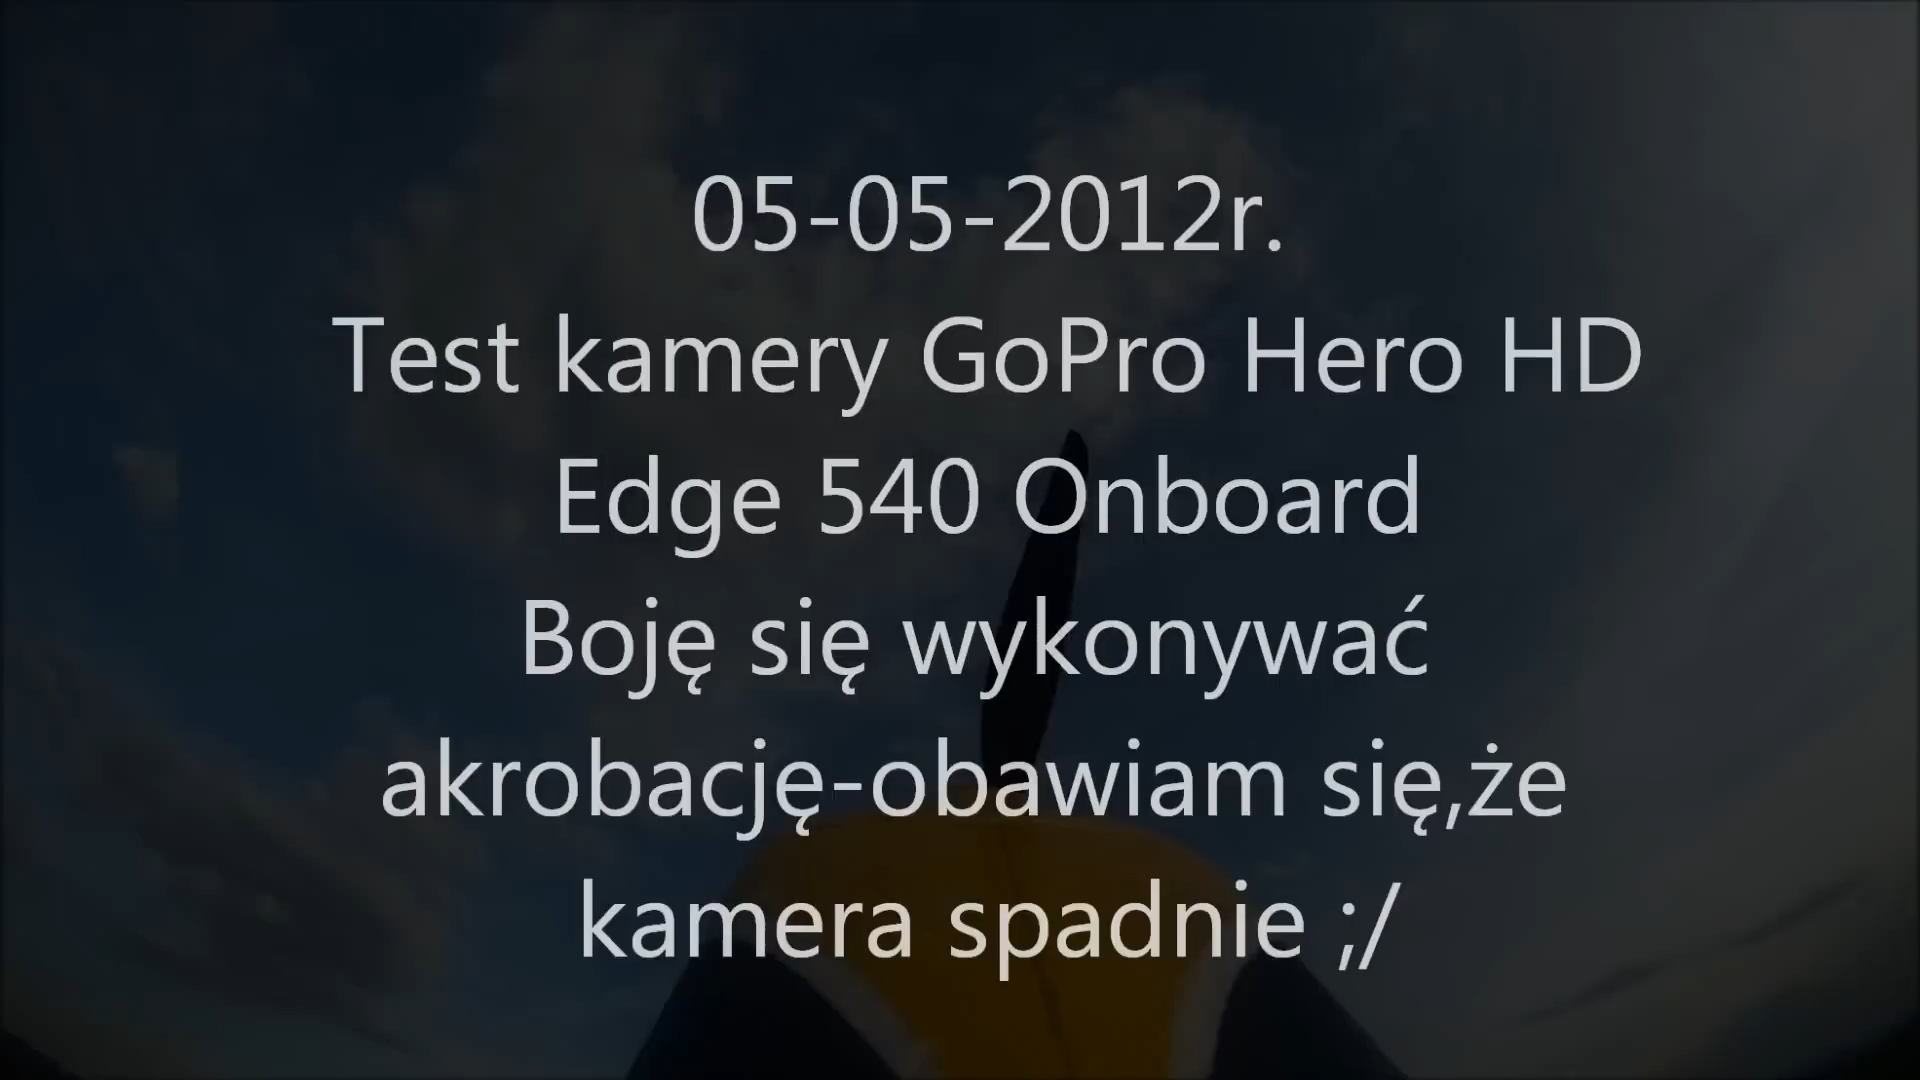 05-05-2012r.
Test kamery GoPro Hero HD
Edge 540 Onboard
Boję się wykonywać
akrobację-obawiam się,że
kamera spadnie ;/